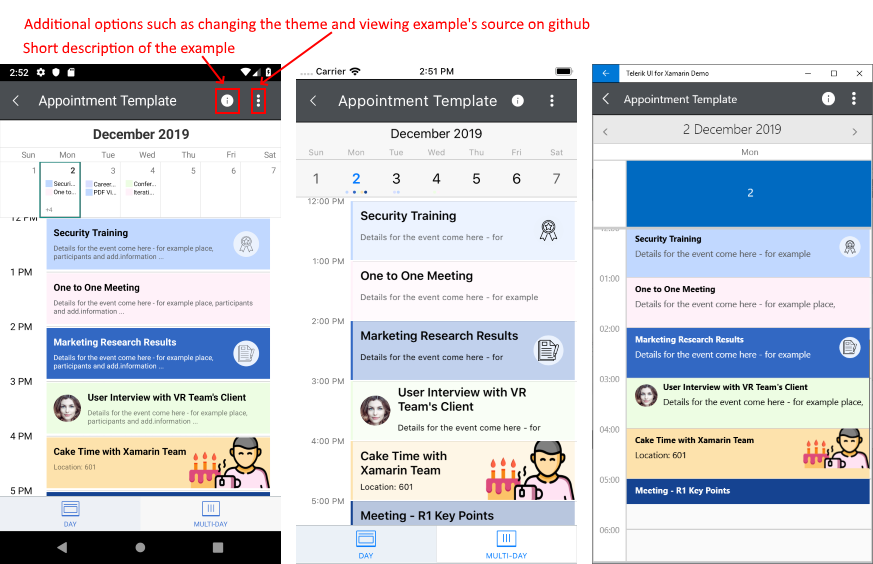 Additional options such as changing the theme and viewing example's source on github
Short description of the example
2:52
Appointment Template
December 2019
Sun Mon Tue Wed Thu Fri Sat
1 2 3 4 5 6 7
Securi... Career... Confer...
One to... PDF Vi... Iterati...
+4
12 PM
Security Training
Details for the event come here - for example place,
participants and add.information ...
1 PM
One to One Meeting
Details for the event come here - for example place, participants
and add.information ...
2 PM
Marketing Research Results
Details for the event come here - for example place,
participants and add.information ...
3 PM
User Interview with VR Team's Client
Details for the event come here - for example place,
participants and add.information ...
4 PM
Cake Time with Xamarin Team
Location: 601
5 PM
DAY MULTI-DAY
Carrier 2:51 PM
Appointment Template
December 2019
Sun Mon Tue Wed Thu Fri Sat
1 2 3 4 5 6 7
12:00 PM
Security Training
Details for the event come here - for
1:00 PM
One to One Meeting
Details for the event come here - for example
2:00 PM
Marketing Research Results
Details for the event come here - for
3:00 PM
User Interview with VR
Team's Client
Details for the event come here - for
4:00 PM
Cake Time with
Xamarin Team
Location: 601
5:00 PM
Meeting - R1 Key Points
DAY MULTI-DAY
Telerik UI for Xamarin Demo
Appointment Template
2 December 2019
Mon
2
Security Training
Details for the event come here - for example
01:00
One to One Meeting
Details for the event come here - for example place,
02:00
Marketing Research Results
Details for the event come here - for example
03:00
User Interview with VR Team's Client
Details for the event come here - for example place,
04:00
Cake Time with Xamarin Team
Location: 601
05:00
Meeting - R1 Key Points
06:00